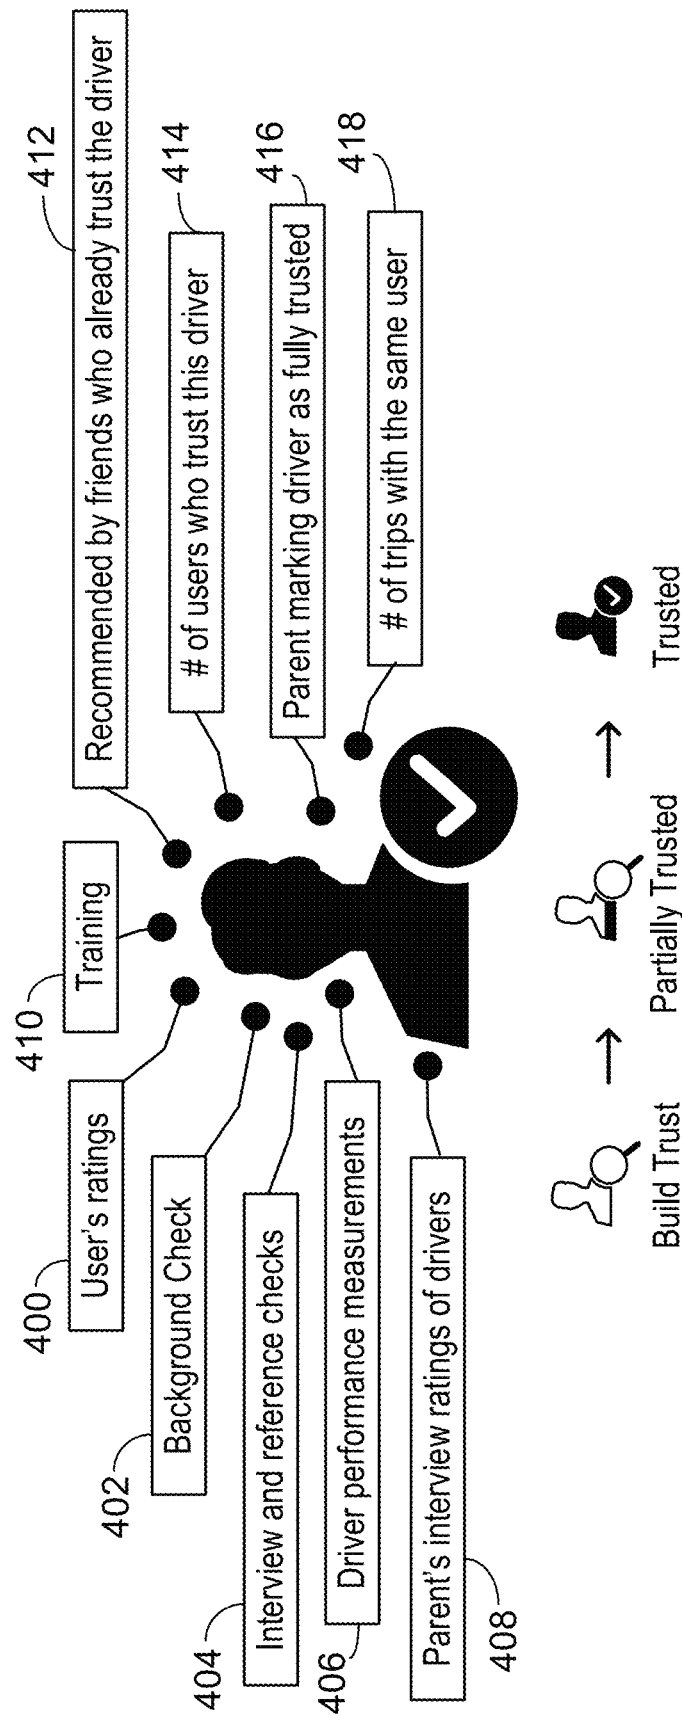 400
User's ratings
402
Background Check
404
Interview and reference checks
406
Driver performance measurements
408
Parent's interview ratings of drivers
410
Training
412
Recommended by friends who already trust the driver
414
# of users who trust this driver
416
Parent marking driver as fully trusted
418
# of trips with the same user
Build Trust
Partially Trusted
Trusted